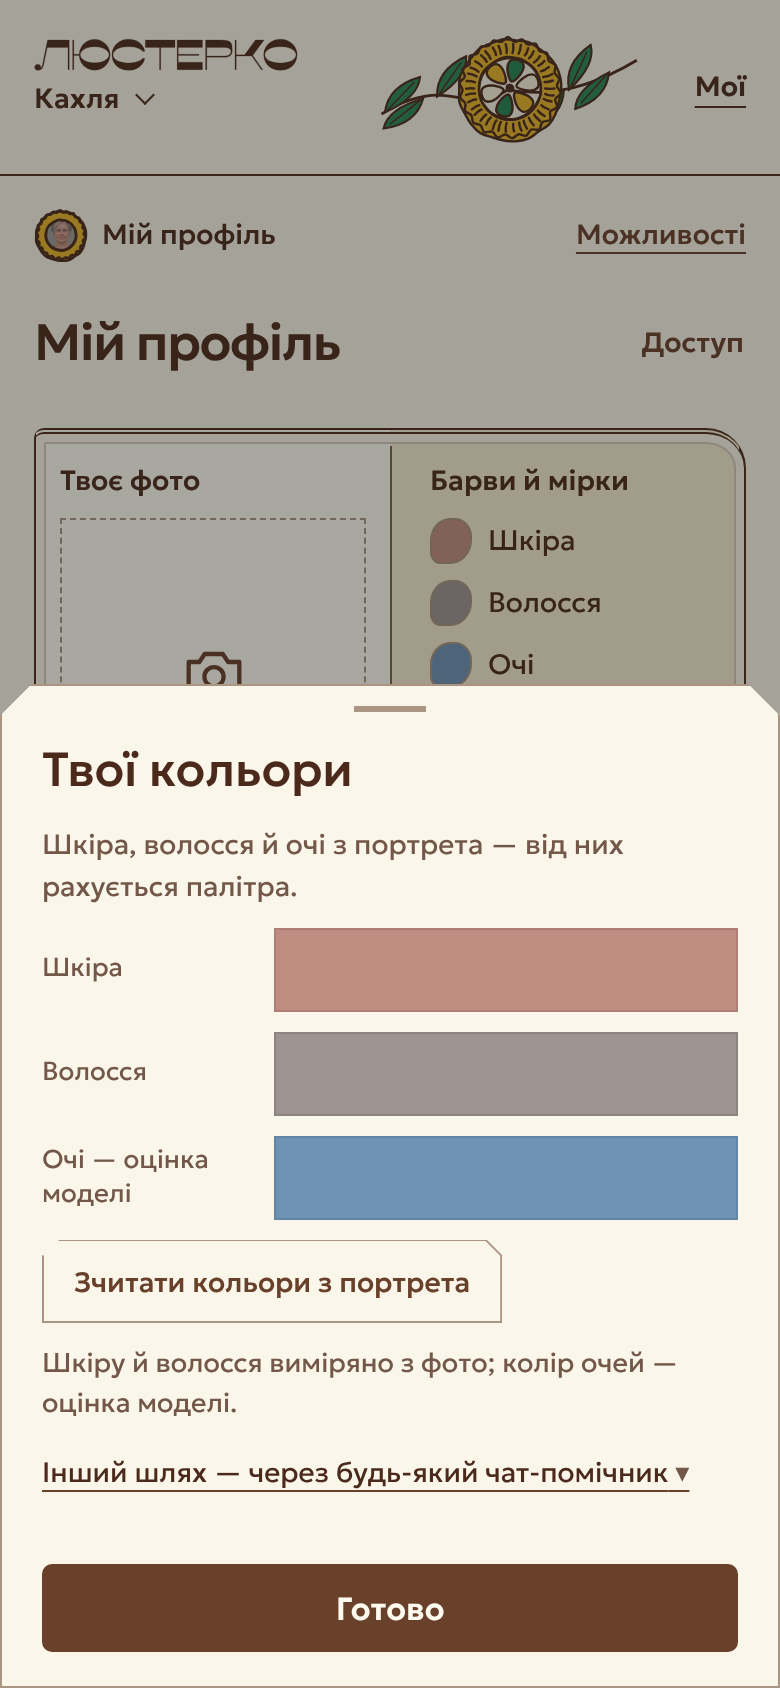 ЛЮСТЕРКО
Кахля
Мої
Мій профіль
Можливості
Мій профіль
Доступ
Твоє фото
Барви й мірки
Шкіра
Волосся
Очі
Твої кольори
Шкіра, волосся й очі з портрета — від них
рахується палітра.
Шкіра
Волосся
Очі — оцінка
моделі
Зчитати кольори з портрета
Шкіру й волосся виміряно з фото; колір очей —
оцінка моделі.
Інший шлях — через будь-який чат-помічник ▾
Готово